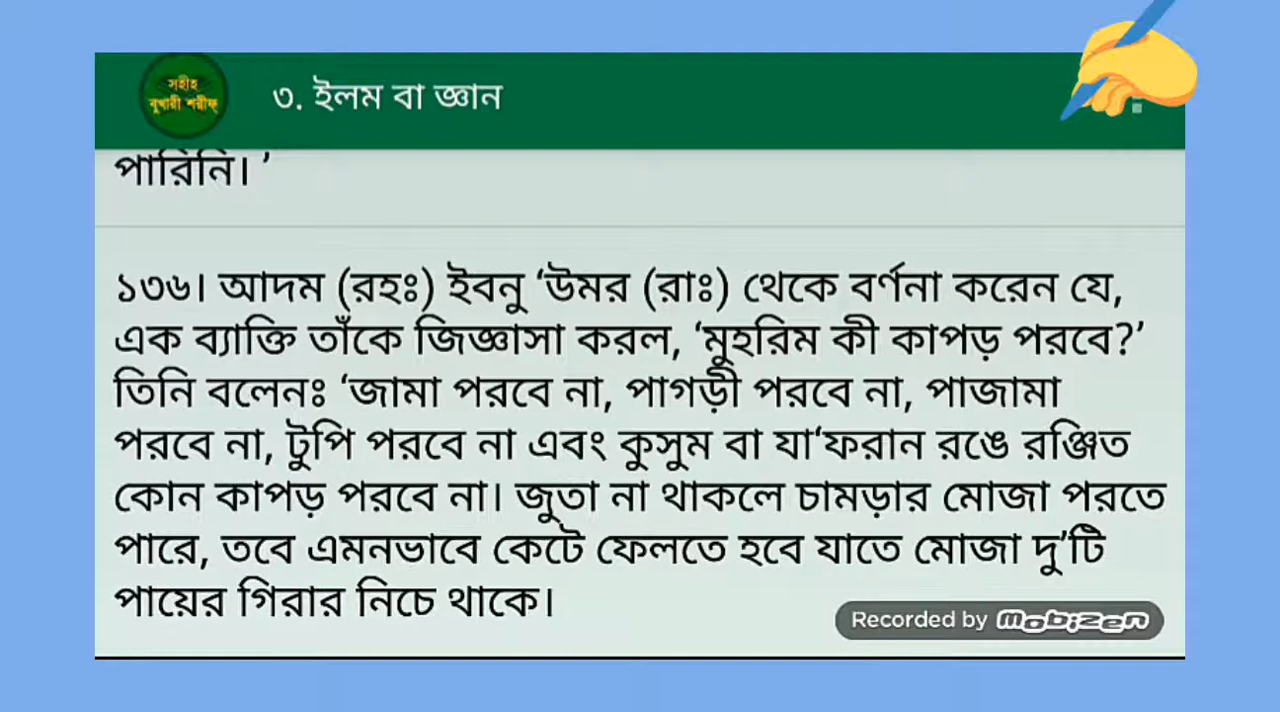 সহীহ
বুখারী শরীফ
৩. ইলম বা জ্ঞান
পারিনি। ’
১৩৬। আদম (রহঃ) ইবনু ‘উমর (রাঃ) থেকে বর্ণনা করেন যে,
এক ব্যাক্তি তাঁকে জিজ্ঞাসা করল, ‘মুহরিম কী কাপড় পরবে?’
তিনি বলেনঃ ‘জামা পরবে না, পাগড়ী পরবে না, পাজামা
পরবে না, টুপি পরবে না এবং কুসুম বা যা‘ফরান রঙে রঞ্জিত
কোন কাপড় পরবে না। জুতা না থাকলে চামড়ার মোজা পরতে
পারে, তবে এমনভাবে কেটে ফেলতে হবে যাতে মোজা দু’টি
পায়ের গিরার নিচে থাকে।
Recorded by Mobizen